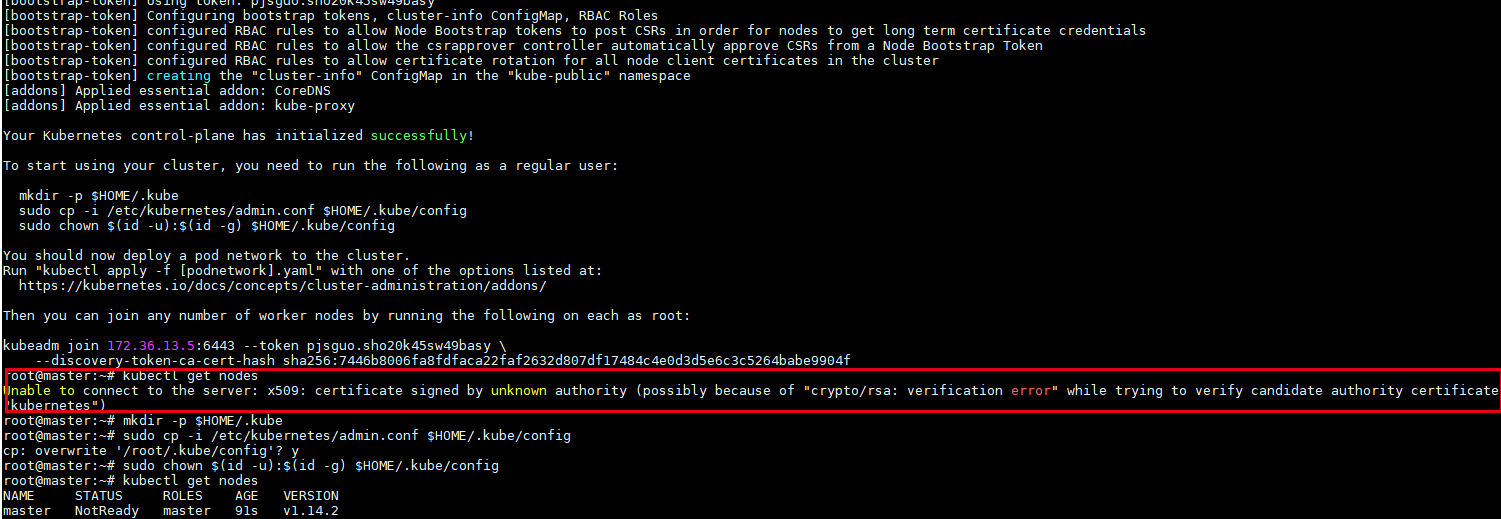 [bootstrap-token] Using token: pjsguo.sho20k45sw49basy
[bootstrap-token] Configuring bootstrap tokens, cluster-info ConfigMap, RBAC Roles
[bootstrap-token] configured RBAC rules to allow Node Bootstrap tokens to post CSRs in order for nodes to get long term certificate credentials
[bootstrap-token] configured RBAC rules to allow the csrapprover controller automatically approve CSRs from a Node Bootstrap Token
[bootstrap-token] configured RBAC rules to allow certificate rotation for all node client certificates in the cluster
[bootstrap-token] creating the "cluster-info" ConfigMap in the "kube-public" namespace
[addons] Applied essential addon: CoreDNS
[addons] Applied essential addon: kube-proxy
Your Kubernetes control-plane has initialized successfully!
To start using your cluster, you need to run the following as a regular user:
mkdir -p $HOME/.kube
sudo cp -i /etc/kubernetes/admin.conf $HOME/.kube/config
sudo chown $(id -u):$(id -g) $HOME/.kube/config
You should now deploy a pod network to the cluster.
Run "kubectl apply -f [podnetwork].yaml" with one of the options listed at:
https://kubernetes.io/docs/concepts/cluster-administration/addons/
Then you can join any number of worker nodes by running the following on each as root:
kubeadm join 172.36.13.5:6443 --token pjsguo.sho20k45sw49basy \
--discovery-token-ca-cert-hash sha256:7446b8006fa8fdfaca22faf2632d807df17484c4e0d3d5e6c3c5264babe9904f
root@master:~# kubectl get nodes
Unable to connect to the server: x509: certificate signed by unknown authority (possibly because of "crypto/rsa: verification error" while trying to verify candidate authority certificate
"kubernetes")
root@master:~# mkdir -p $HOME/.kube
root@master:~# sudo cp -i /etc/kubernetes/admin.conf $HOME/.kube/config
cp: overwrite '/root/.kube/config'? y
root@master:~# sudo chown $(id -u):$(id -g) $HOME/.kube/config
root@master:~# kubectl get nodes
NAME STATUS ROLES AGE VERSION
master NotReady master 91s v1.14.2